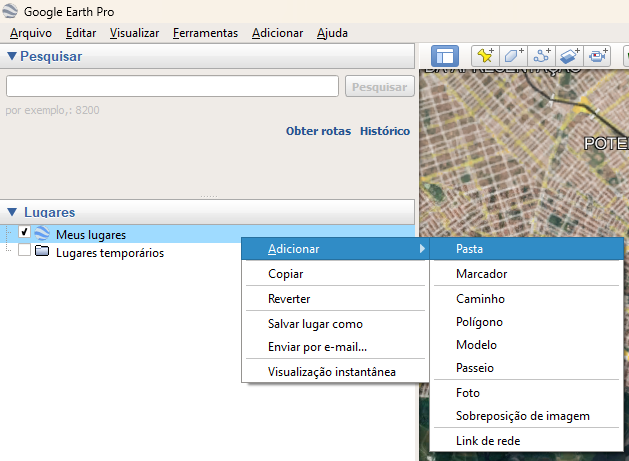 Google Earth Pro
Arquivo Editar Visualizar Ferramentas Adicionar Ajuda
Pesquisar
Pesquisar
por exemplo,: 8200
Obter rotas Histórico
Lugares
Meus lugares
Lugares temporários
Adicionar
Copiar
Reverter
Salvar lugar como
Enviar por e-mail...
Visualização instantânea
Pasta
Marcador
Caminho
Polígono
Modelo
Passeio
Foto
Sobreposição de imagem
Link de rede
DA APRESENTAÇÃO
POTE